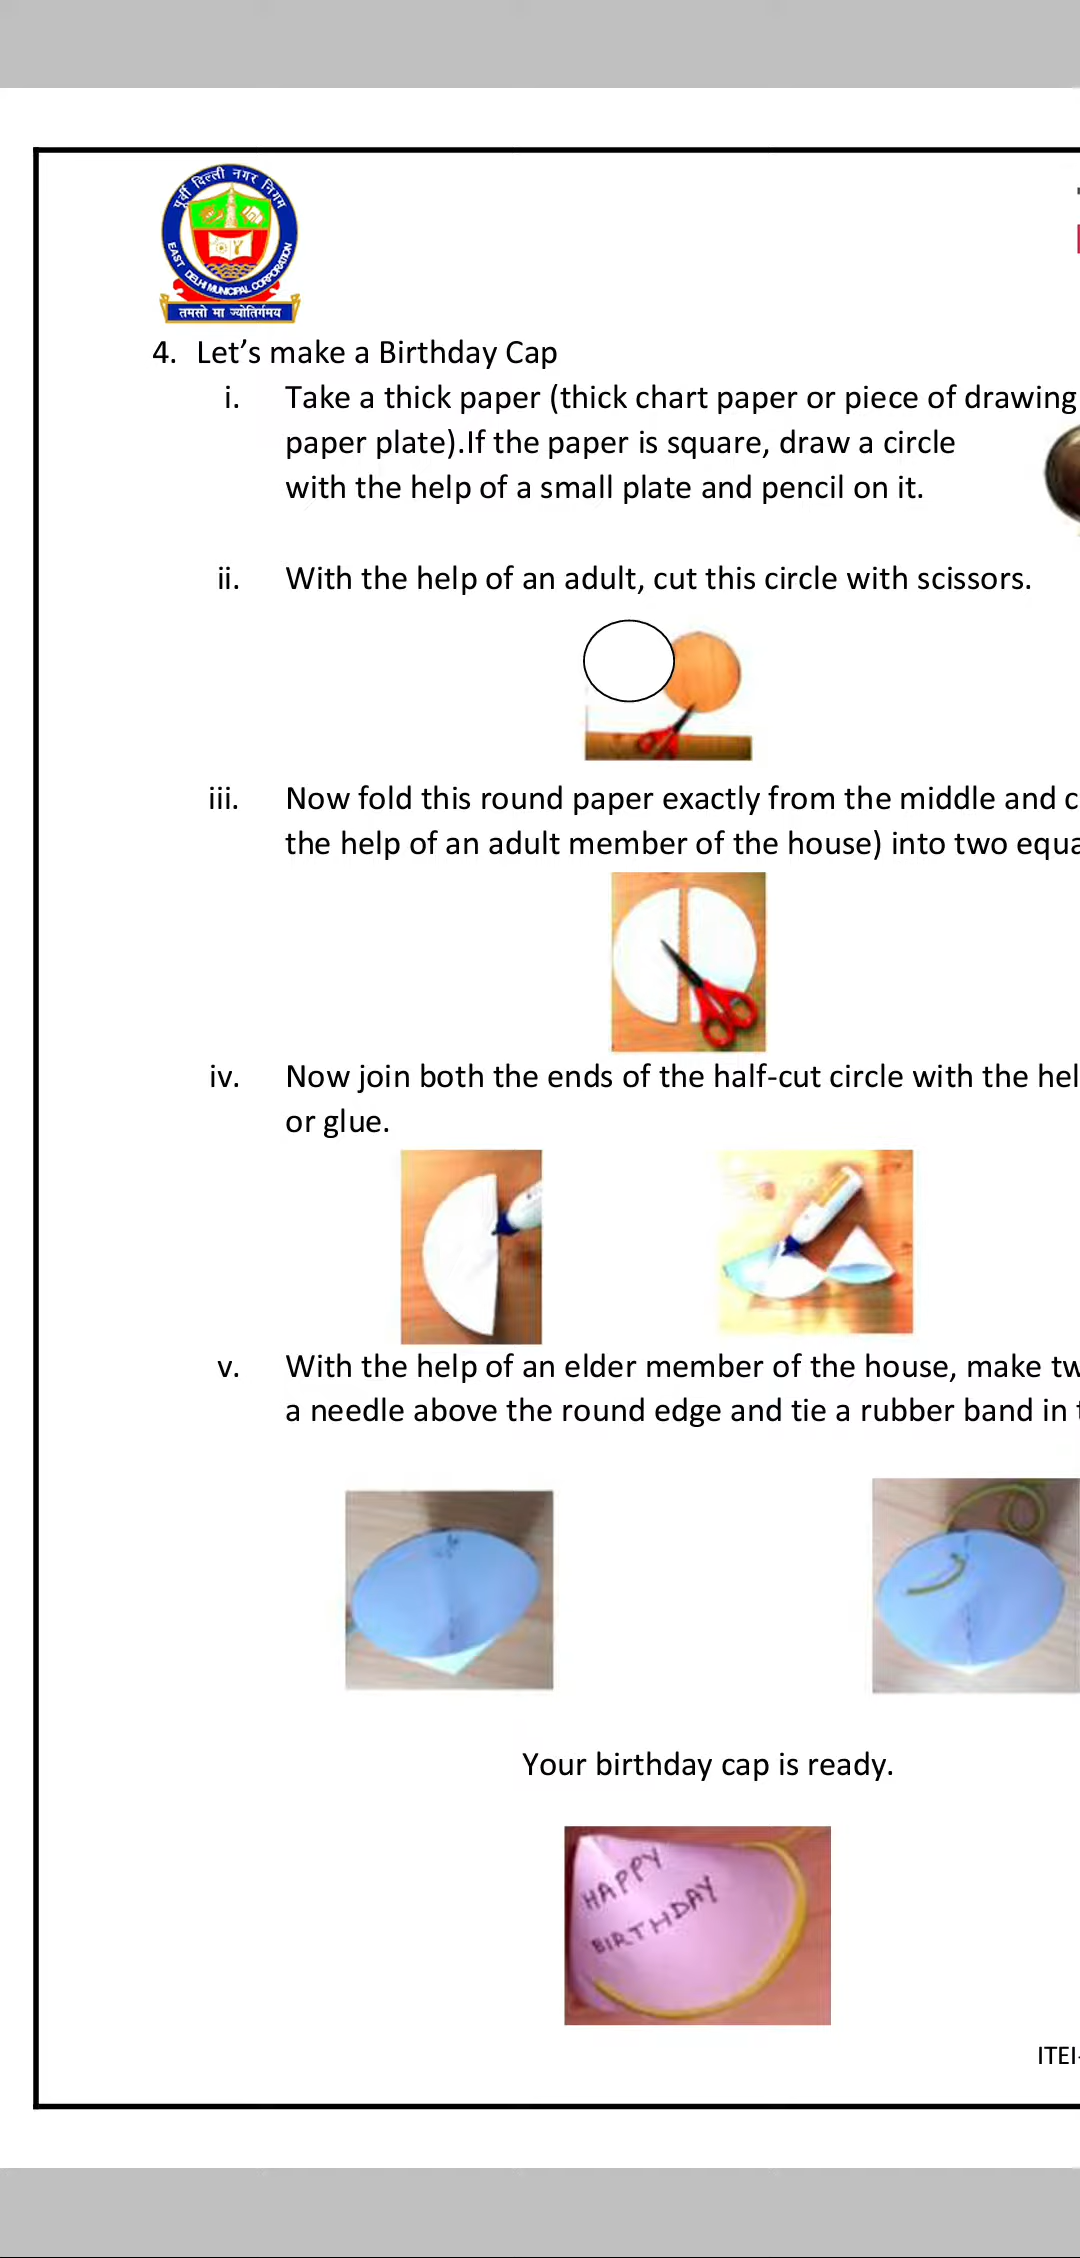 पूर्वी दिल्ली नगर निगम
EAST DELHI MUNICIPAL CORPORATION
तमसो मा ज्योतिर्गमय
4. Let’s make a Birthday Cap
i. Take a thick paper (thick chart paper or piece of drawing
paper plate).If the paper is square, draw a circle
with the help of a small plate and pencil on it.
ii. With the help of an adult, cut this circle with scissors.
iii. Now fold this round paper exactly from the middle and
the help of an adult member of the house) into two
iv. Now join both the ends of the half-cut circle with the
or glue.
v. With the help of an elder member of the house, make
a needle above the round edge and tie a rubber band in
Your birthday cap is ready.
HAPPY
BIRTHDAY
ITEI-